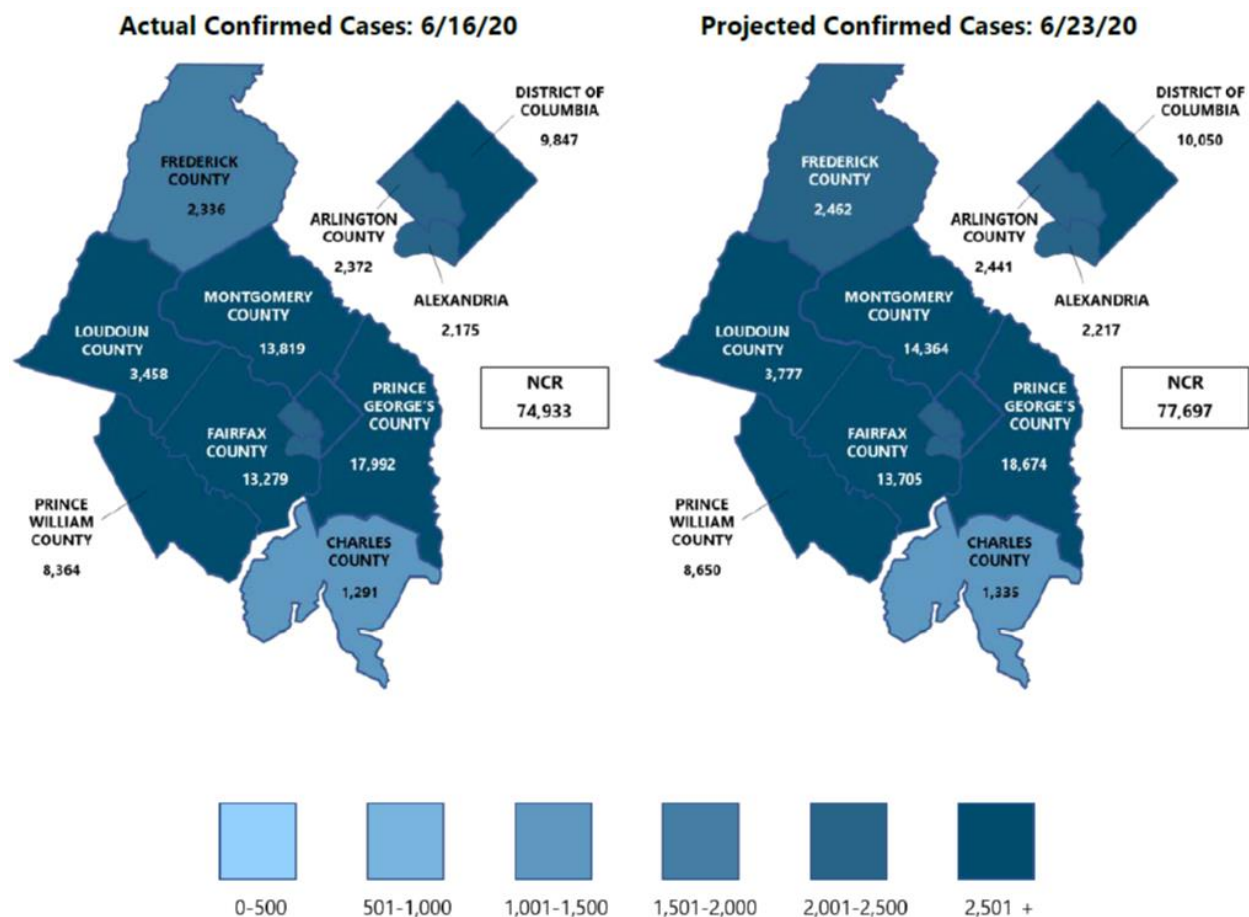 Actual Confirmed Cases: 6/16/20
DISTRICT OF
COLUMBIA
9,847
FREDERICK
COUNTY
2,336
ARLINGTON
COUNTY
2,372
ALEXANDRIA
2,175
MONTGOMERY
COUNTY
13,819
LOUDOUN
COUNTY
3,458
NCR
74,933
PRINCE
GEORGE'S
COUNTY
17,992
FAIRFAX
COUNTY
13,279
PRINCE
WILLIAM
COUNTY
8,364
CHARLES
COUNTY
1,291
Projected Confirmed Cases: 6/23/20
DISTRICT OF
COLUMBIA
10,050
FREDERICK
COUNTY
2,462
ARLINGTON
COUNTY
2,441
ALEXANDRIA
2,217
MONTGOMERY
COUNTY
14,364
LOUDOUN
COUNTY
3,777
NCR
77,697
PRINCE
GEORGE'S
COUNTY
18,674
FAIRFAX
COUNTY
13,705
PRINCE
WILLIAM
COUNTY
8,650
CHARLES
COUNTY
1,335
0-500
501-1,000
1,001-1,500
1,501-2,000
2,001-2,500
2,501 +